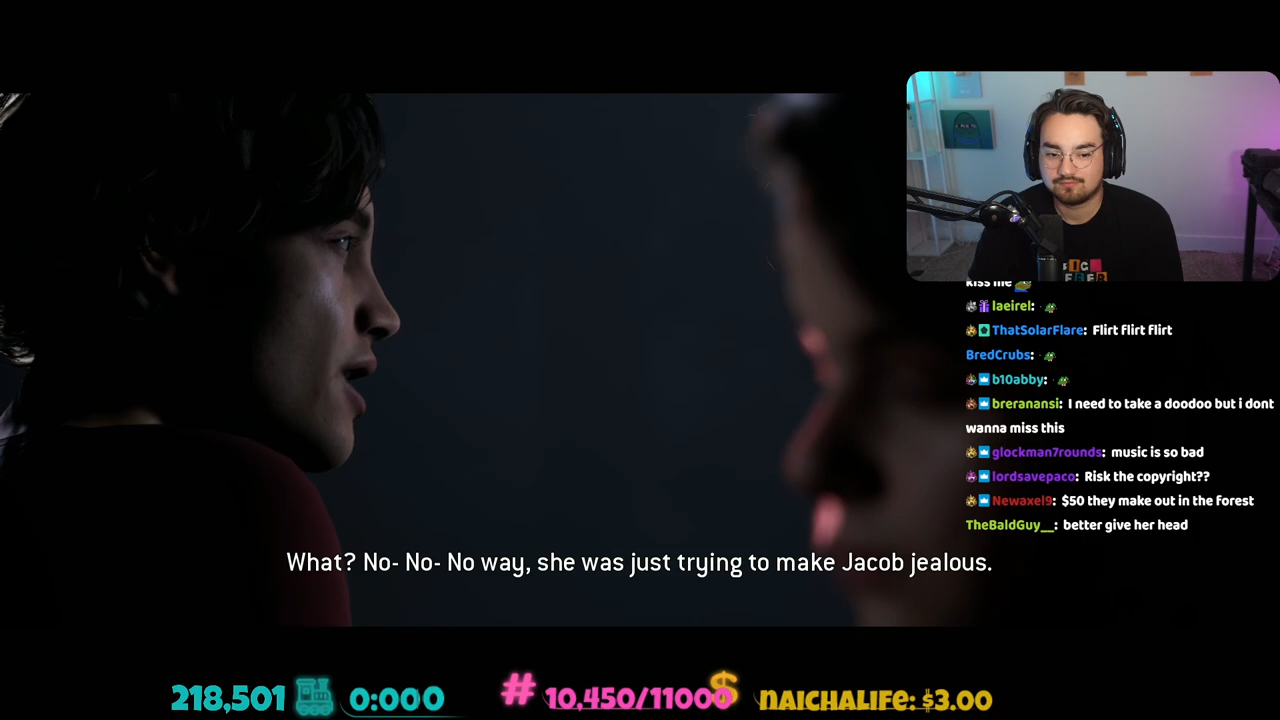 kiss me
laeirel:
ThatSolarFlare: Flirt flirt flirt
BredCrubs:
b10abby:
breranansi: I need to take a doodoo but i dont
wanna miss this
glockman7rounds: music is so bad
lordsavepaco: Risk the copyright??
Newaxel9: $50 they make out in the forest
TheBaldGuy__: better give her head
What? No- No- No way, she was just trying to make Jacob jealous.
218,501 0:000 # 10,450/11000 $ NAICHALIFE: $3.00